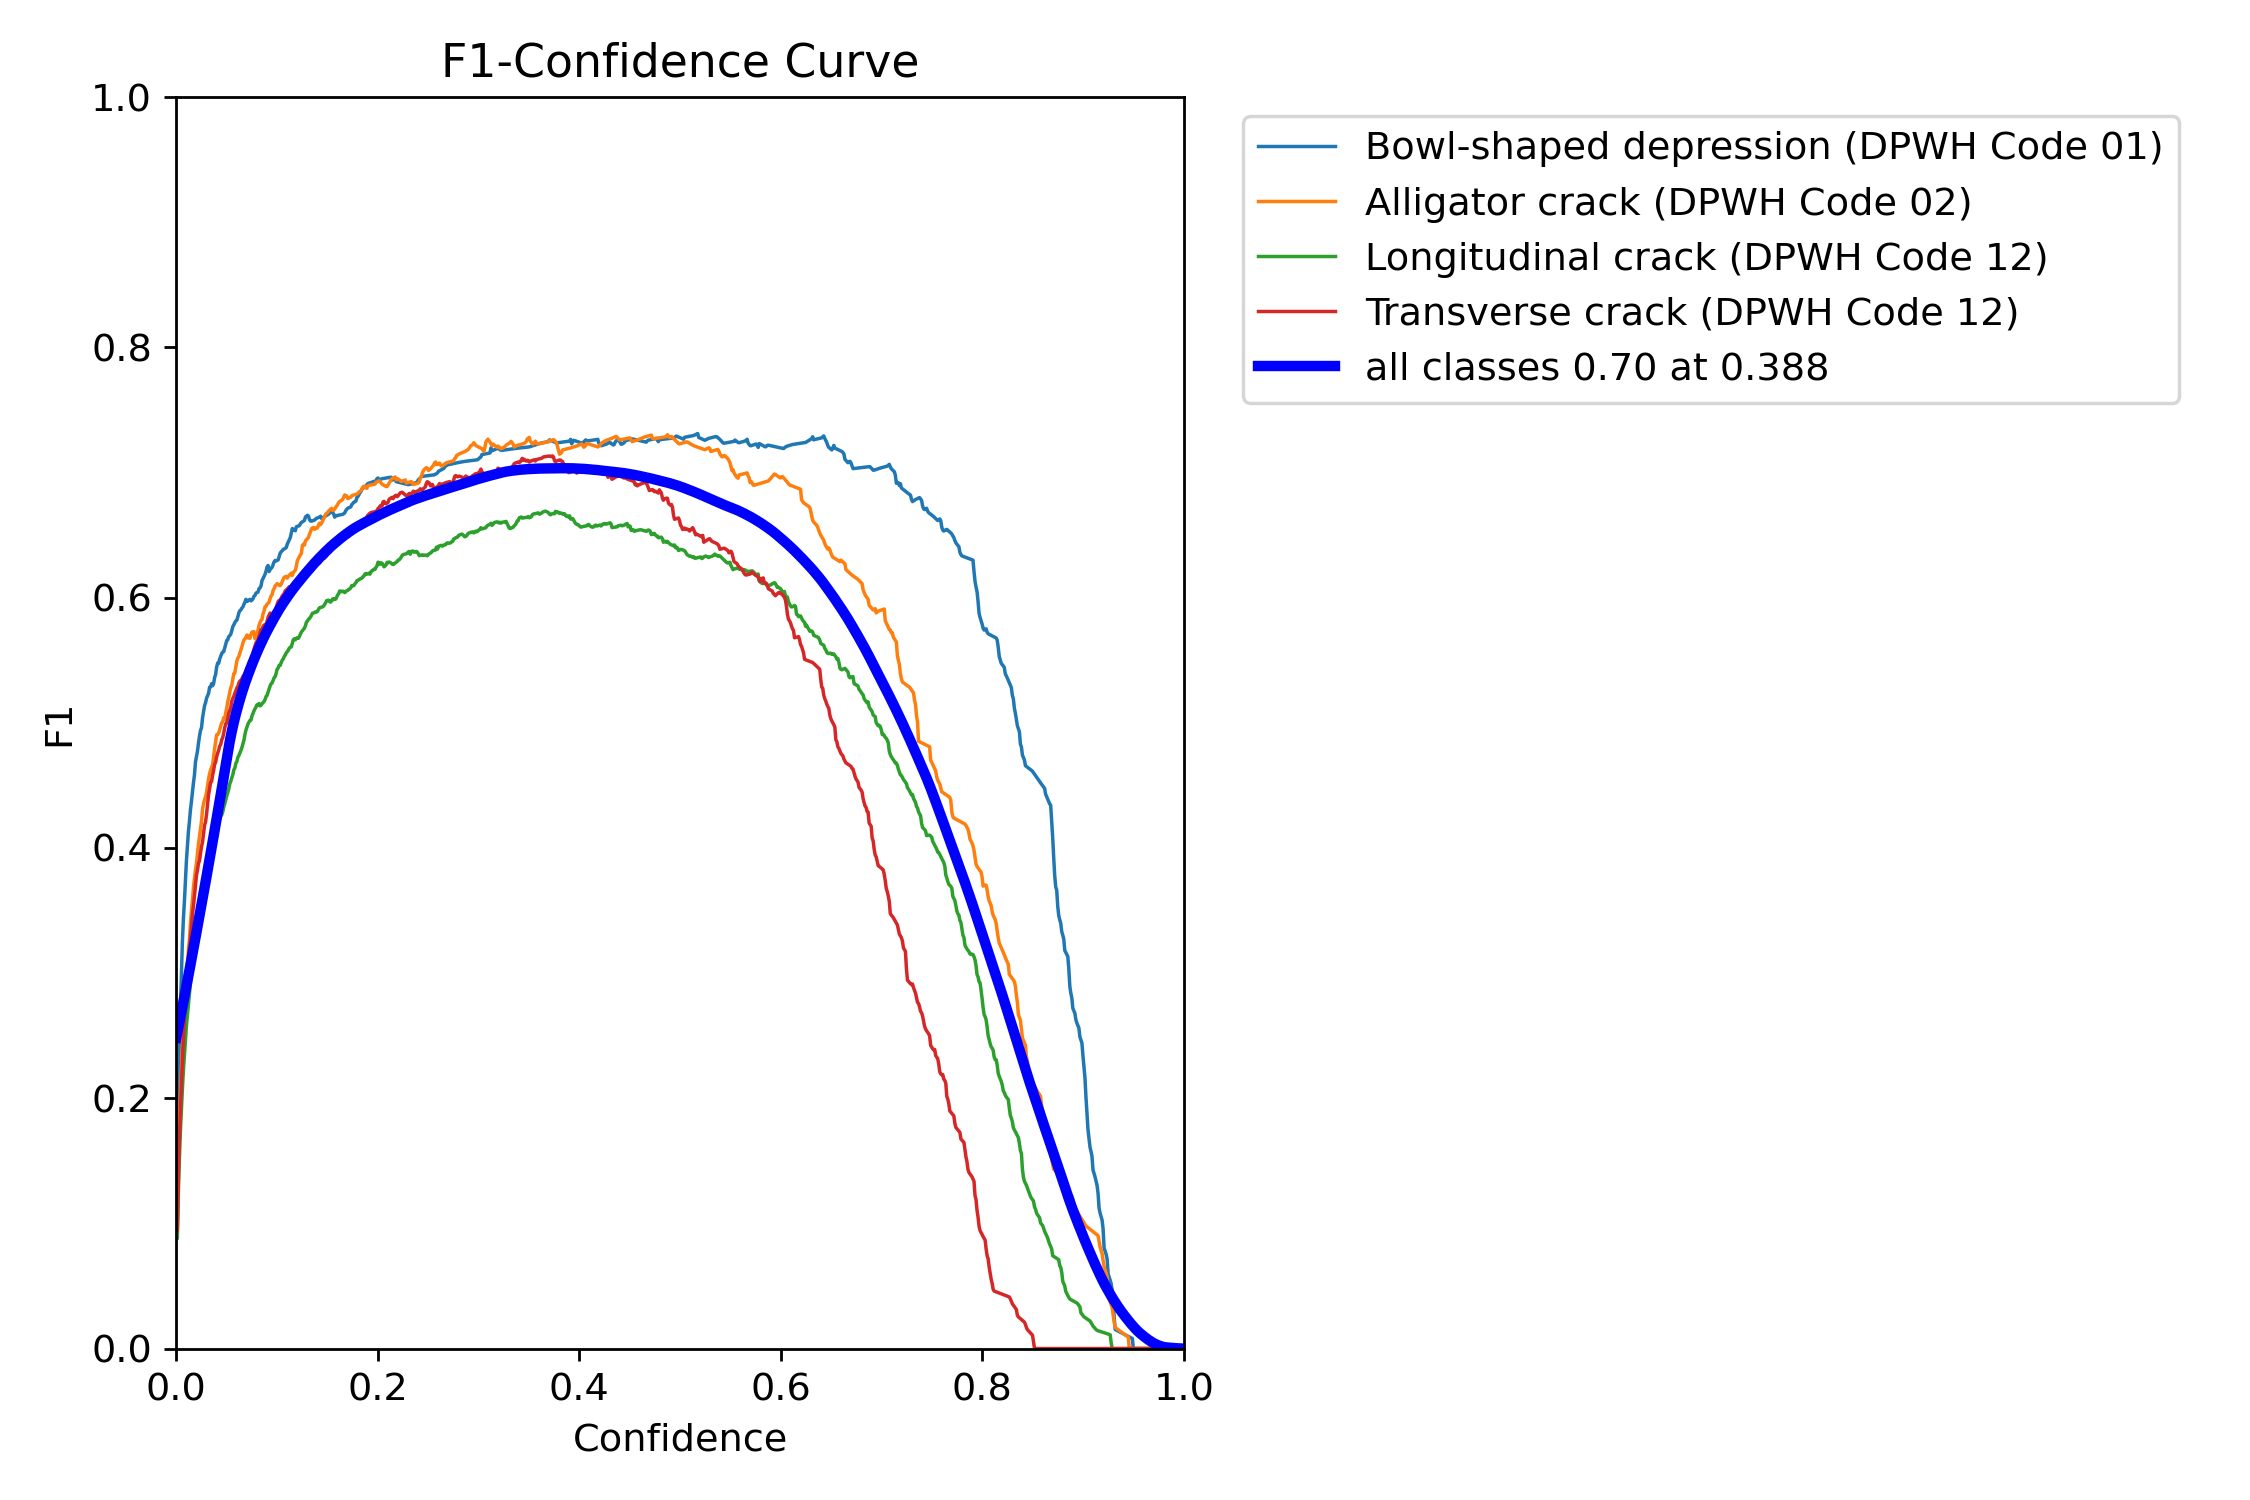 F1-Confidence Curve
1.0
0.8
0.6
0.4
0.2
0.0
F1
0.0 0.2 0.4 0.6 0.8 1.0
Confidence
Bowl-shaped depression (DPWH Code 01)
Alligator crack (DPWH Code 02)
Longitudinal crack (DPWH Code 12)
Transverse crack (DPWH Code 12)
all classes 0.70 at 0.388